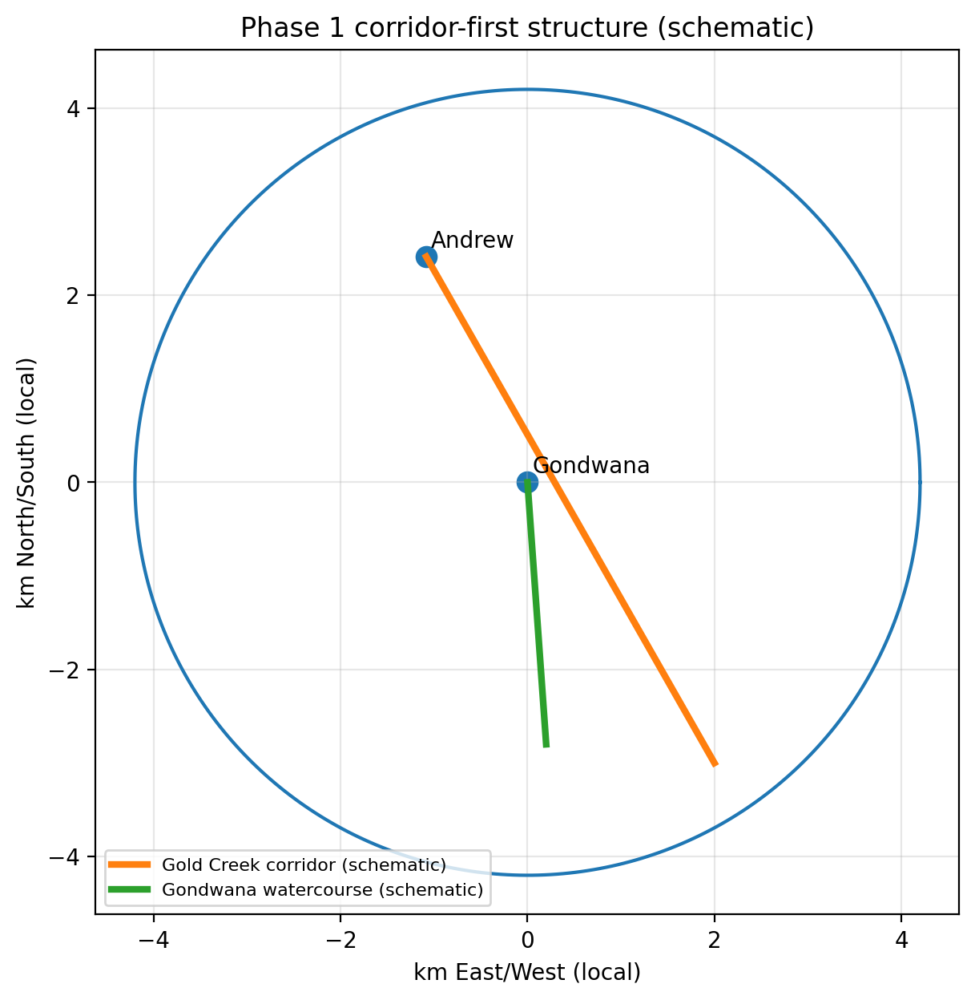 Phase 1 corridor-first structure (schematic)
4
2
0
−2
−4
km North/South (local)
Andrew
Gondwana
Gold Creek corridor (schematic)
Gondwana watercourse (schematic)
−4
−2
0
2
4
km East/West (local)